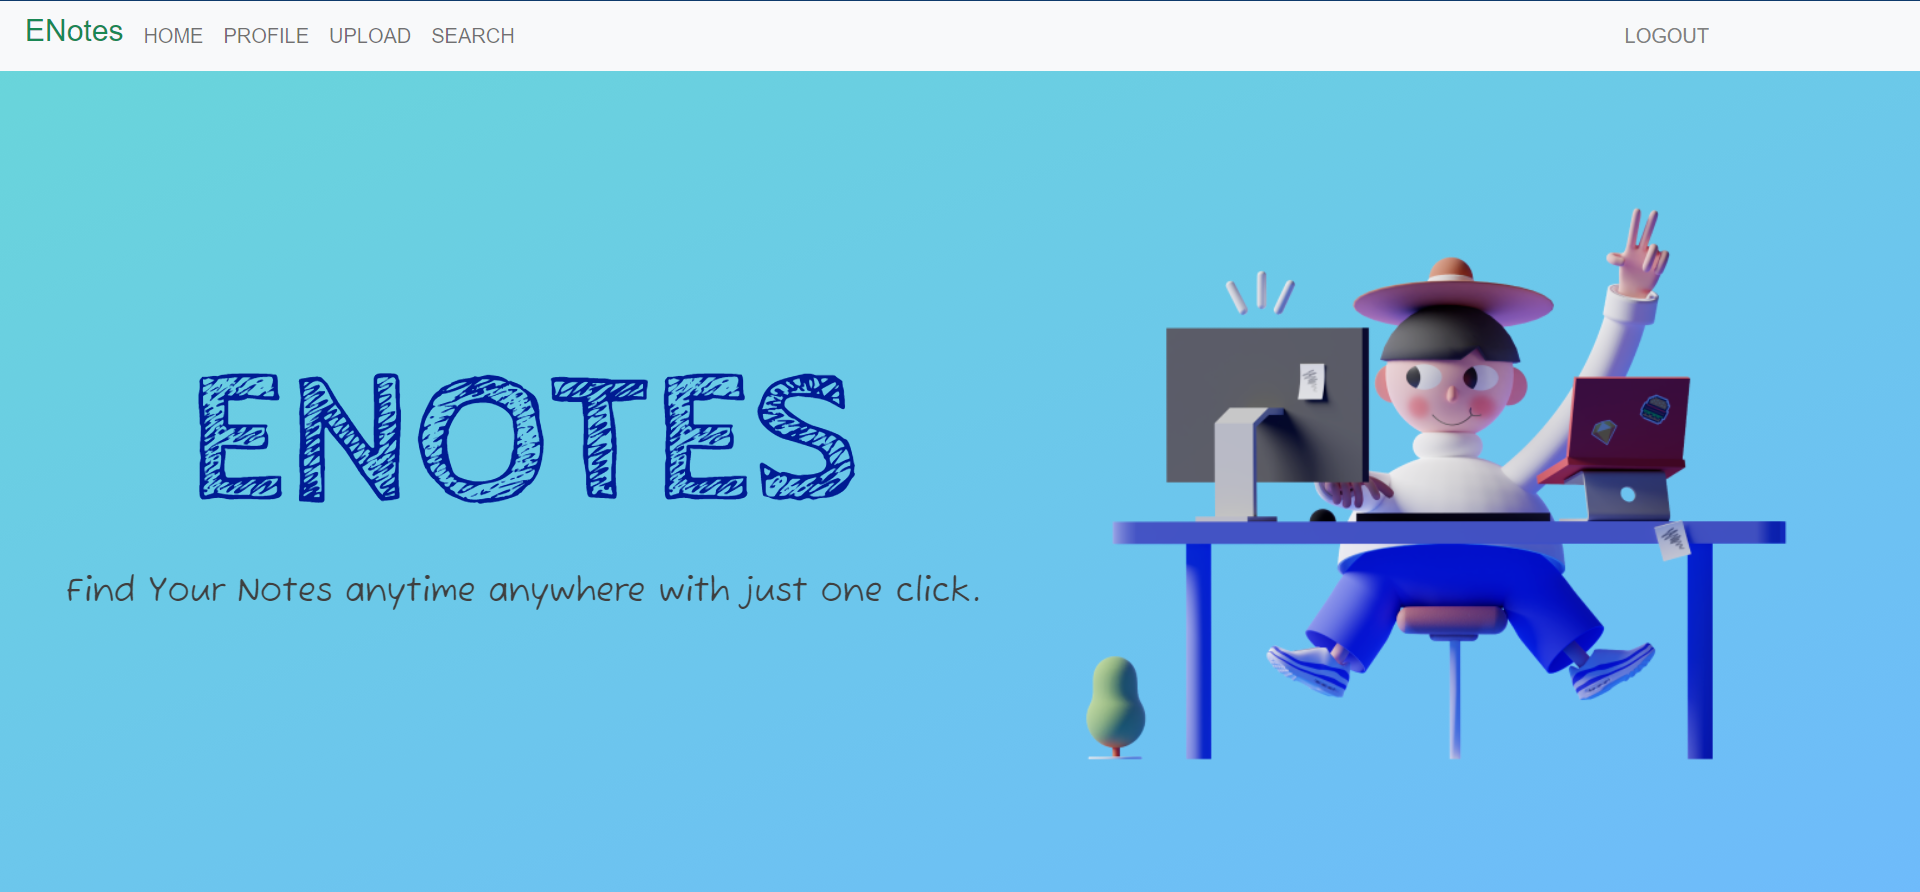 ENotes HOME PROFILE UPLOAD SEARCH LOGOUT
ENOTES
Find Your Notes anytime anywhere with just one click.